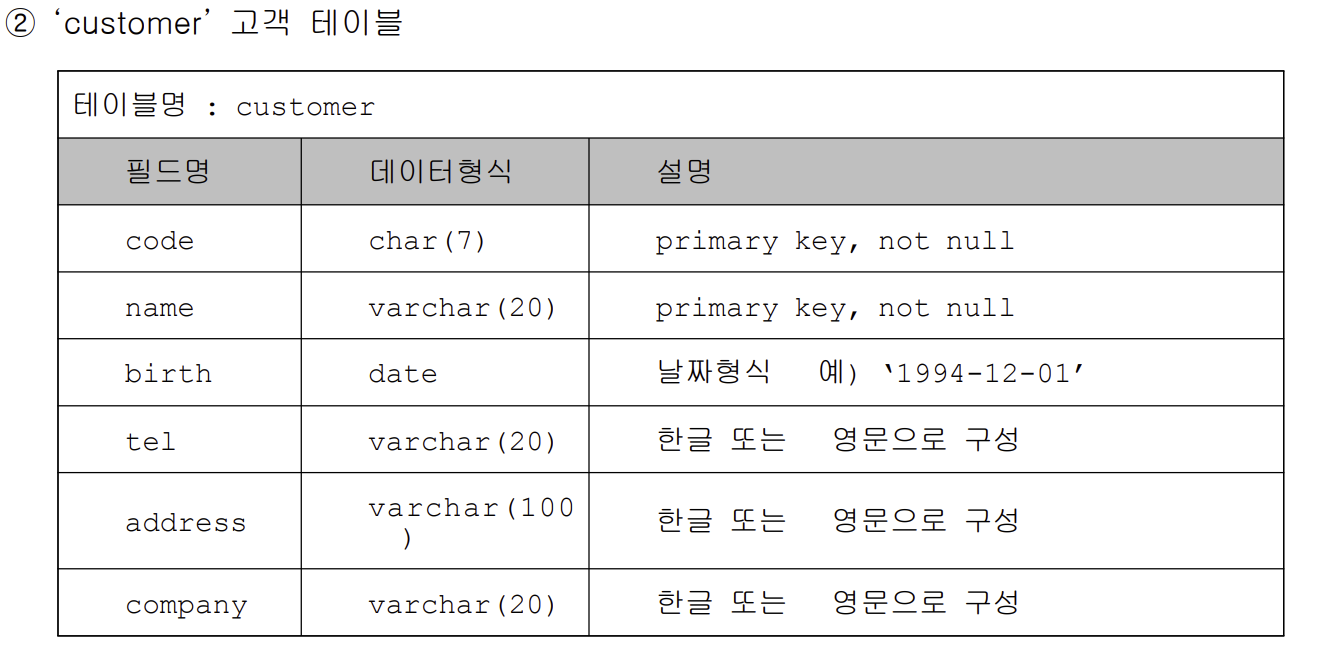 ② ‘customer’ 고객 테이블
테이블명 : customer
필드명 데이터형식 설명
code char(7) primary key, not null
name varchar(20) primary key, not null
birth date 날짜형식 예) ‘1994-12-01’
tel varchar(20) 한글 또는 영문으로 구성
address varchar(100
) 한글 또는 영문으로 구성
company varchar(20) 한글 또는 영문으로 구성